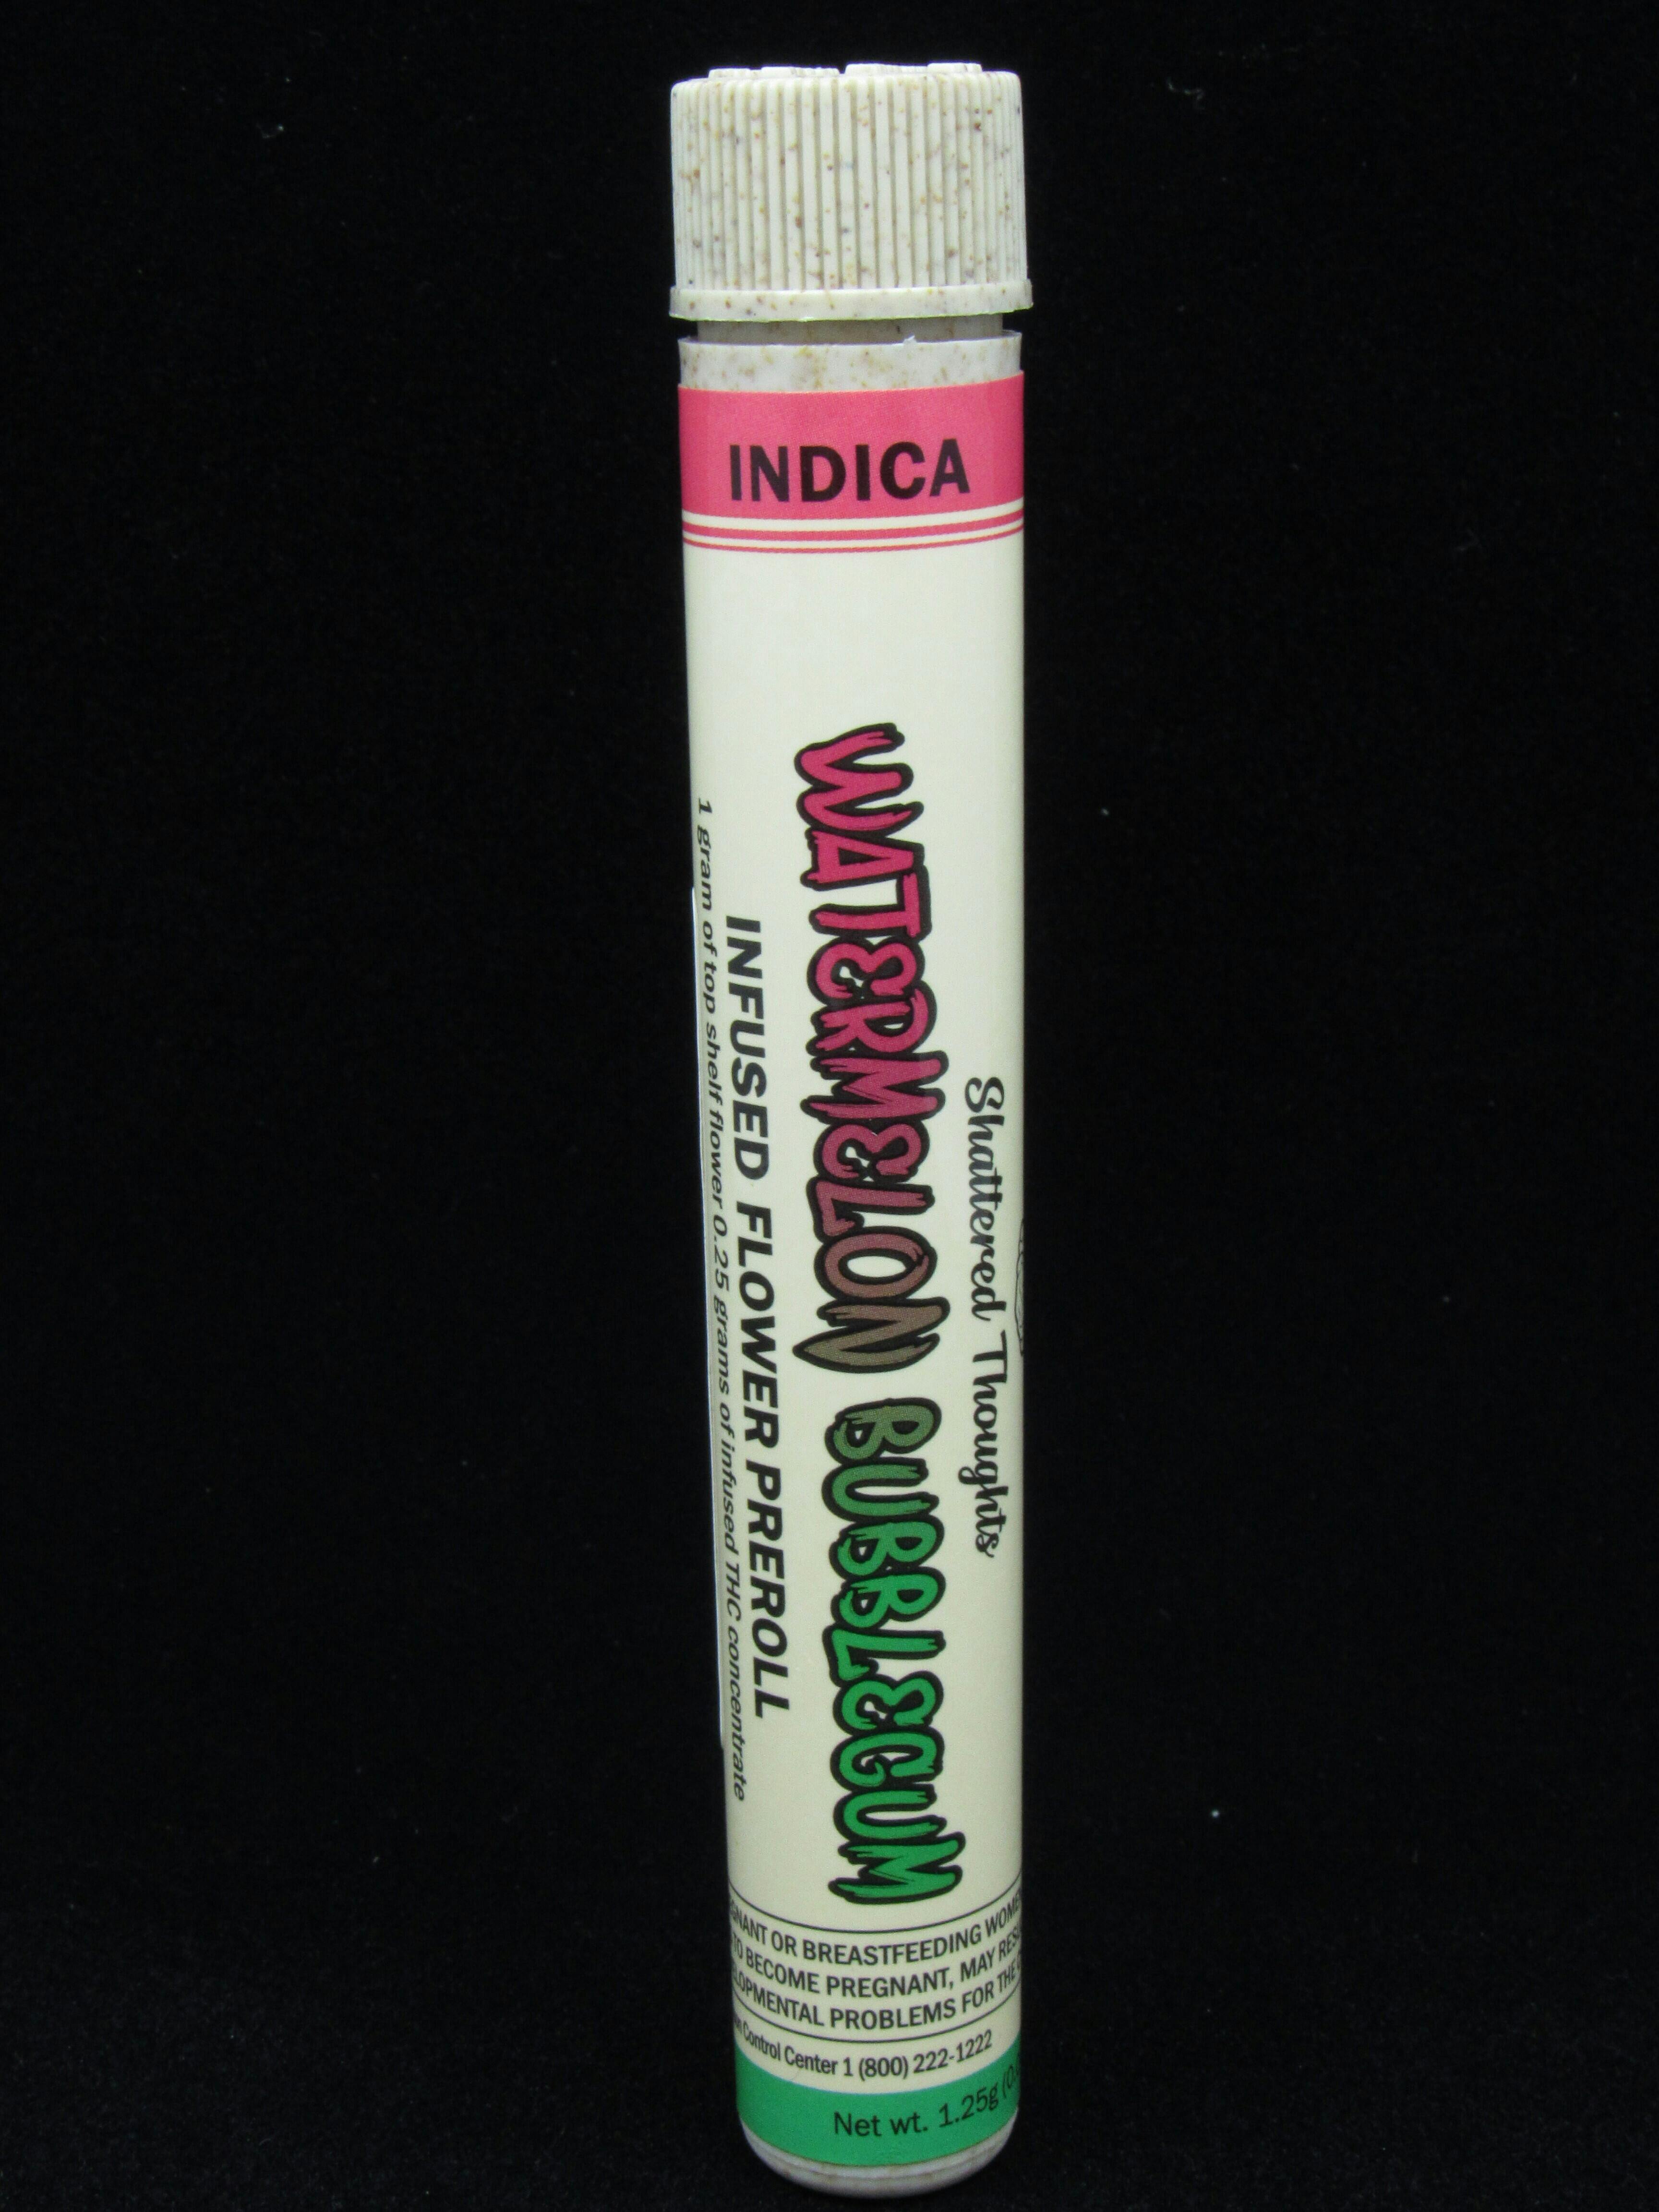 INDICA
Shattered Thoughts
WATERMELON BUBBLEGUM
INFUSED FLOWER PREROLL
1 gram of top shelf flower 0.25 grams of infused THC concentrate
OR BREASTFEEDING
TO BECOME PREGNANT, MAY
PROBLEMS FOR THE
Control Center 1 (800) 222-1222
Net wt. 1.25g